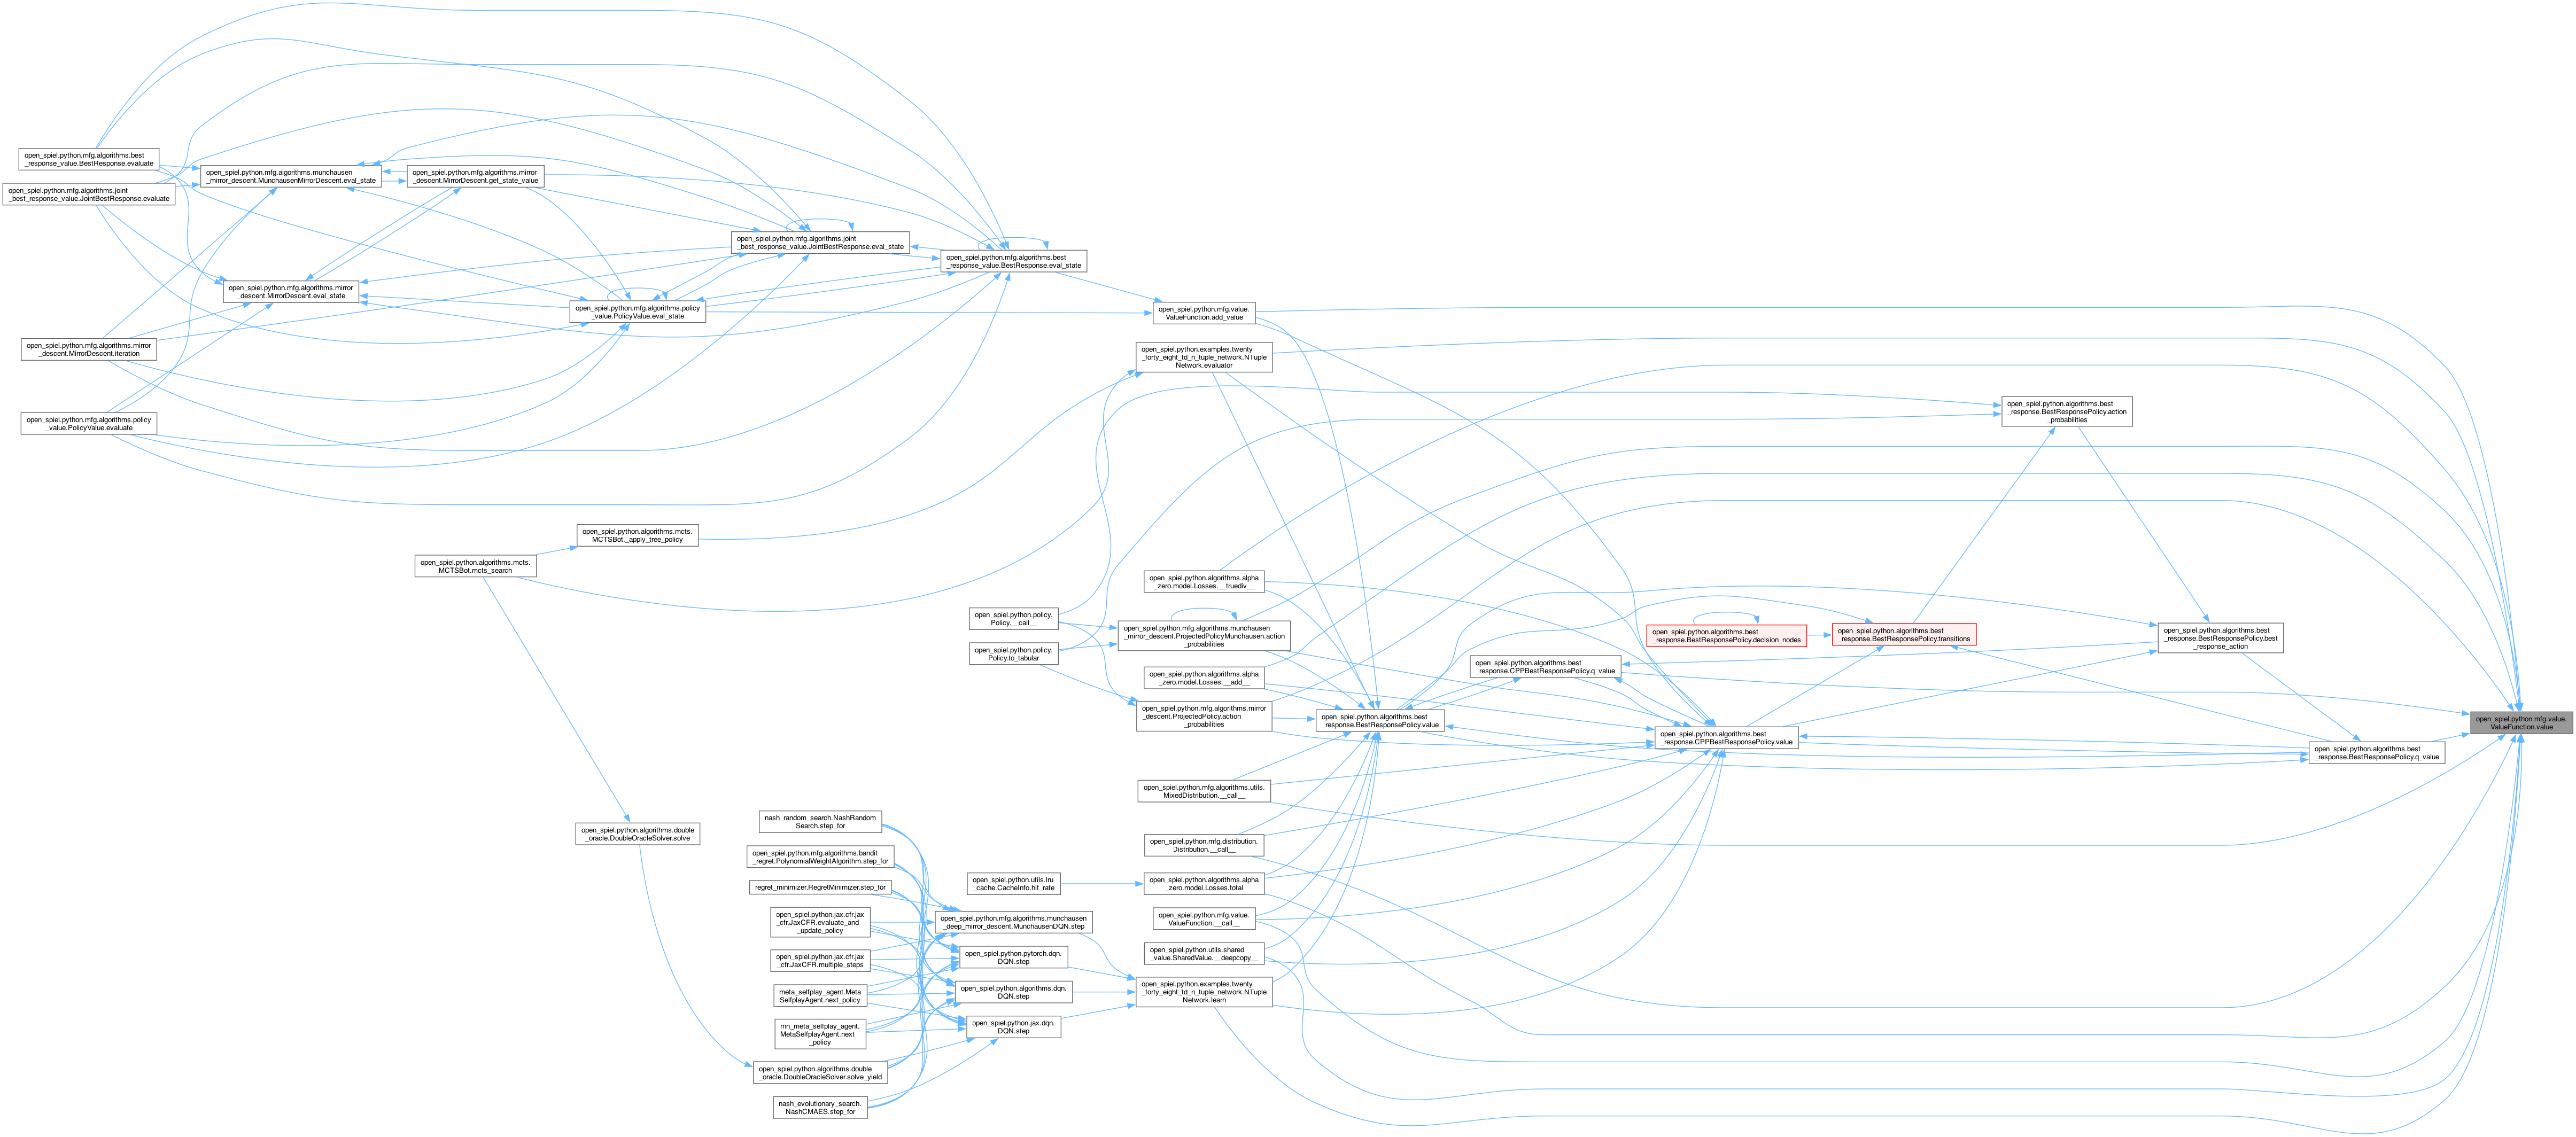 open_spiel.python.mfg.algorithms.best
_response_value.BestResponse.evaluate
open_spiel.python.mfg.algorithms.joint
_best_response_value.JointBestResponse.evaluate
open_spiel.python.mfg.algorithms.munchausen
_mirror_descent.MunchausenMirrorDescent.eval_state
open_spiel.python.mfg.algorithms.mirror
_descent.MirrorDescent.get_state_value
open_spiel.python.mfg.algorithms.joint
_best_response_value.JointBestResponse.eval_state
open_spiel.python.mfg.algorithms.best
_response_value.BestResponse.eval_state
open_spiel.python.mfg.algorithms.mirror
_descent.MirrorDescent.eval_state
open_spiel.python.mfg.algorithms.policy
_value.PolicyValue.eval_state
open_spiel.python.mfg.value.
ValueFunction.add_value
open_spiel.python.mfg.algorithms.mirror
_descent.MirrorDescent.iteration
open_spiel.python.examples.twenty
_forty_eight_td_n_tuple_network.NTuple
Network.evaluator
open_spiel.python.mfg.algorithms.policy
_value.PolicyValue.evaluate
open_spiel.python.algorithms.best
_response.BestResponsePolicy.action
_probabilities
open_spiel.python.algorithms.mcts.
MCTSBot._apply_tree_policy
open_spiel.python.algorithms.mcts.
MCTSBot.mcts_search
open_spiel.python.algorithms.alpha
_zero.model.Losses.__truediv__
open_spiel.python.policy.
Policy.__call__
open_spiel.python.mfg.algorithms.munchausen
_mirror_descent.ProjectedPolicyMunchausen.action
_probabilities
open_spiel.python.algorithms.best
_response.BestResponsePolicy.decision_nodes
open_spiel.python.algorithms.best
_response.BestResponsePolicy.transitions
open_spiel.python.algorithms.best
_response.BestResponsePolicy.best
_response_action
open_spiel.python.policy.
Policy.to_tabular
open_spiel.python.algorithms.best
_response.CPPBestResponsePolicy.q_value
open_spiel.python.algorithms.alpha
_zero.model.Losses.__add__
open_spiel.python.mfg.algorithms.mirror
_descent.ProjectedPolicy.action
_probabilities
open_spiel.python.algorithms.best
_response.BestResponsePolicy.value
open_spiel.python.algorithms.best
_response.CPPBestResponsePolicy.value
open_spiel.python.mfg.value.
ValueFunction.value
open_spiel.python.algorithms.best
_response.BestResponsePolicy.q_value
open_spiel.python.mfg.algorithms.utils.
MixedDistribution.__call__
nash_random_search.NashRandom
Search.step_for
open_spiel.python.algorithms.double
_oracle.DoubleOracleSolver.solve
open_spiel.python.mfg.distribution.
Distribution.__call__
open_spiel.python.mfg.algorithms.bandit
_regret.PolynomialWeightAlgorithm.step_for
open_spiel.python.utils.lru
_cache.CacheInfo.hit_rate
open_spiel.python.algorithms.alpha
_zero.model.Losses.total
regret_minimizer.RegretMinimizer.step_for
open_spiel.python.jax.cfr.jax
_cfr.JaxCFR.evaluate_and
_update_policy
open_spiel.python.mfg.algorithms.munchausen
_deep_mirror_descent.MunchausenDQN.step
open_spiel.python.mfg.value.
ValueFunction.__call__
open_spiel.python.jax.cfr.jax
_cfr.JaxCFR.multiple_steps
open_spiel.python.pytorch.dqn.
DQN.step
open_spiel.python.utils.shared
_value.SharedValue.__deepcopy__
meta_selfplay_agent.Meta
SelfplayAgent.next_policy
open_spiel.python.algorithms.dqn.
DQN.step
open_spiel.python.examples.twenty
_forty_eight_td_n_tuple_network.NTuple
Network.learn
rnn_meta_selfplay_agent.
MetaSelfplayAgent.next
_policy
open_spiel.python.jax.dqn.
DQN.step
open_spiel.python.algorithms.double
_oracle.DoubleOracleSolver.solve_yield
nash_evolutionary_search.
NashCMAES.step_for